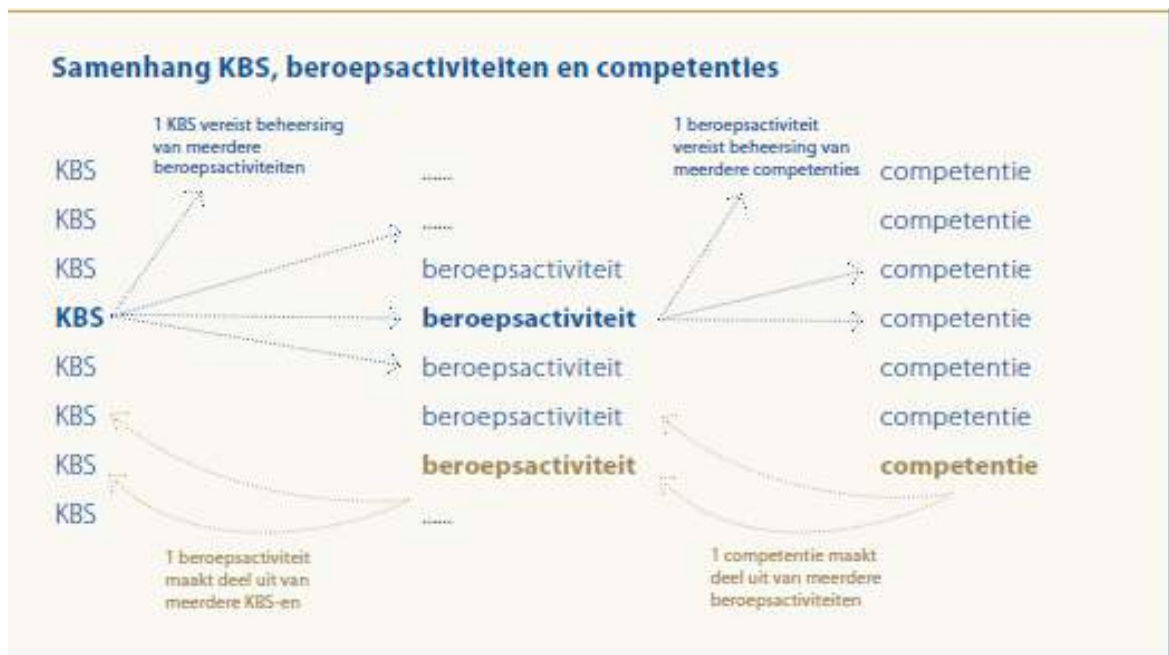 Samenhang KBS, beroepsactiviteiten en competenties
1 KBS vereist beheersing
van meerdere
beroepsactiviteiten
1 beroepsactiviteit
vereist beheersing van
meerdere competenties
KBS
......
competentie
KBS
......
competentie
KBS
beroepsactiviteit
competentie
KBS
beroepsactiviteit
competentie
KBS
beroepsactiviteit
competentie
KBS
beroepsactiviteit
competentie
KBS
beroepsactiviteit
competentie
KBS
......
1 beroepsactiviteit
maakt deel uit van
meerdere KBS-en
1 competentie maakt
deel uit van meerdere
beroepsactiviteiten